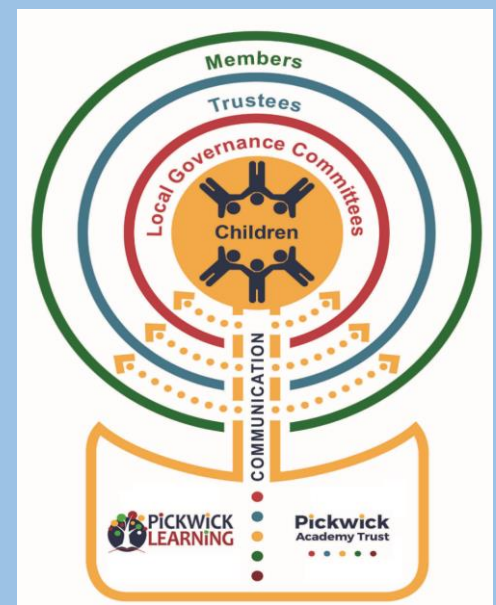 Members
Trustees
Local Governance Committees
Children
COMMUNICATION
PiCKWiCK
LEARNiNG
Pickwick
Academy Trust